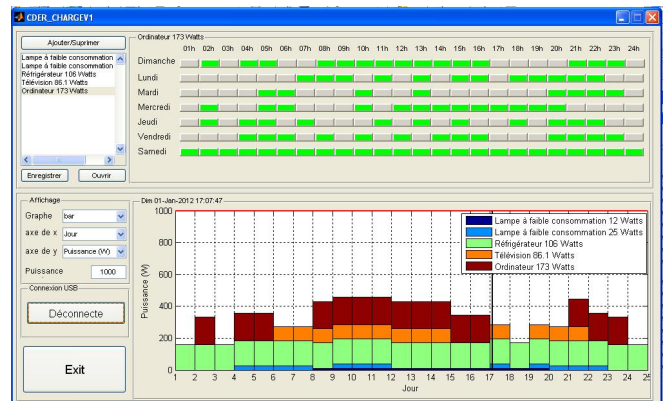 CDER_CHARGEV1
Ajouter/Suprimer
Lampe à faible consommation
Lampe à faible consommation
Réfrigérateur 106 Watts
Télévision 86.1 Watts
Ordinateur 173 Watts
Enregistrer Ouvrir
Ordinateur 173 Watts
01h 02h 03h 04h 05h 06h 07h 08h 09h 10h 11h 12h 13h 14h 15h 16h 17h 18h 19h 20h 21h 22h 23h 24h
Dimanche
Lundi
Mardi
Mercredi
Jeudi
Vendredi
Samedi
Affichage
Graphe bar
axe de x Jour
axe de y Puissance (W)
Puissance 1000
Connexion USB
Déconnecte
Exit
Dim 01-Jan-2012 17:07:47
1000
800
600
400
200
0
Puissance (W)
Lampe à faible consommation 12 Watts
Lampe à faible consommation 25 Watts
Réfrigérateur 106 Watts
Télévision 86.1 Watts
Ordinateur 173 Watts
1 2 3 4 5 6 7 8 9 10 11 12 13 14 15 16 17 18 19 20 21 22 23 24 25
Jour